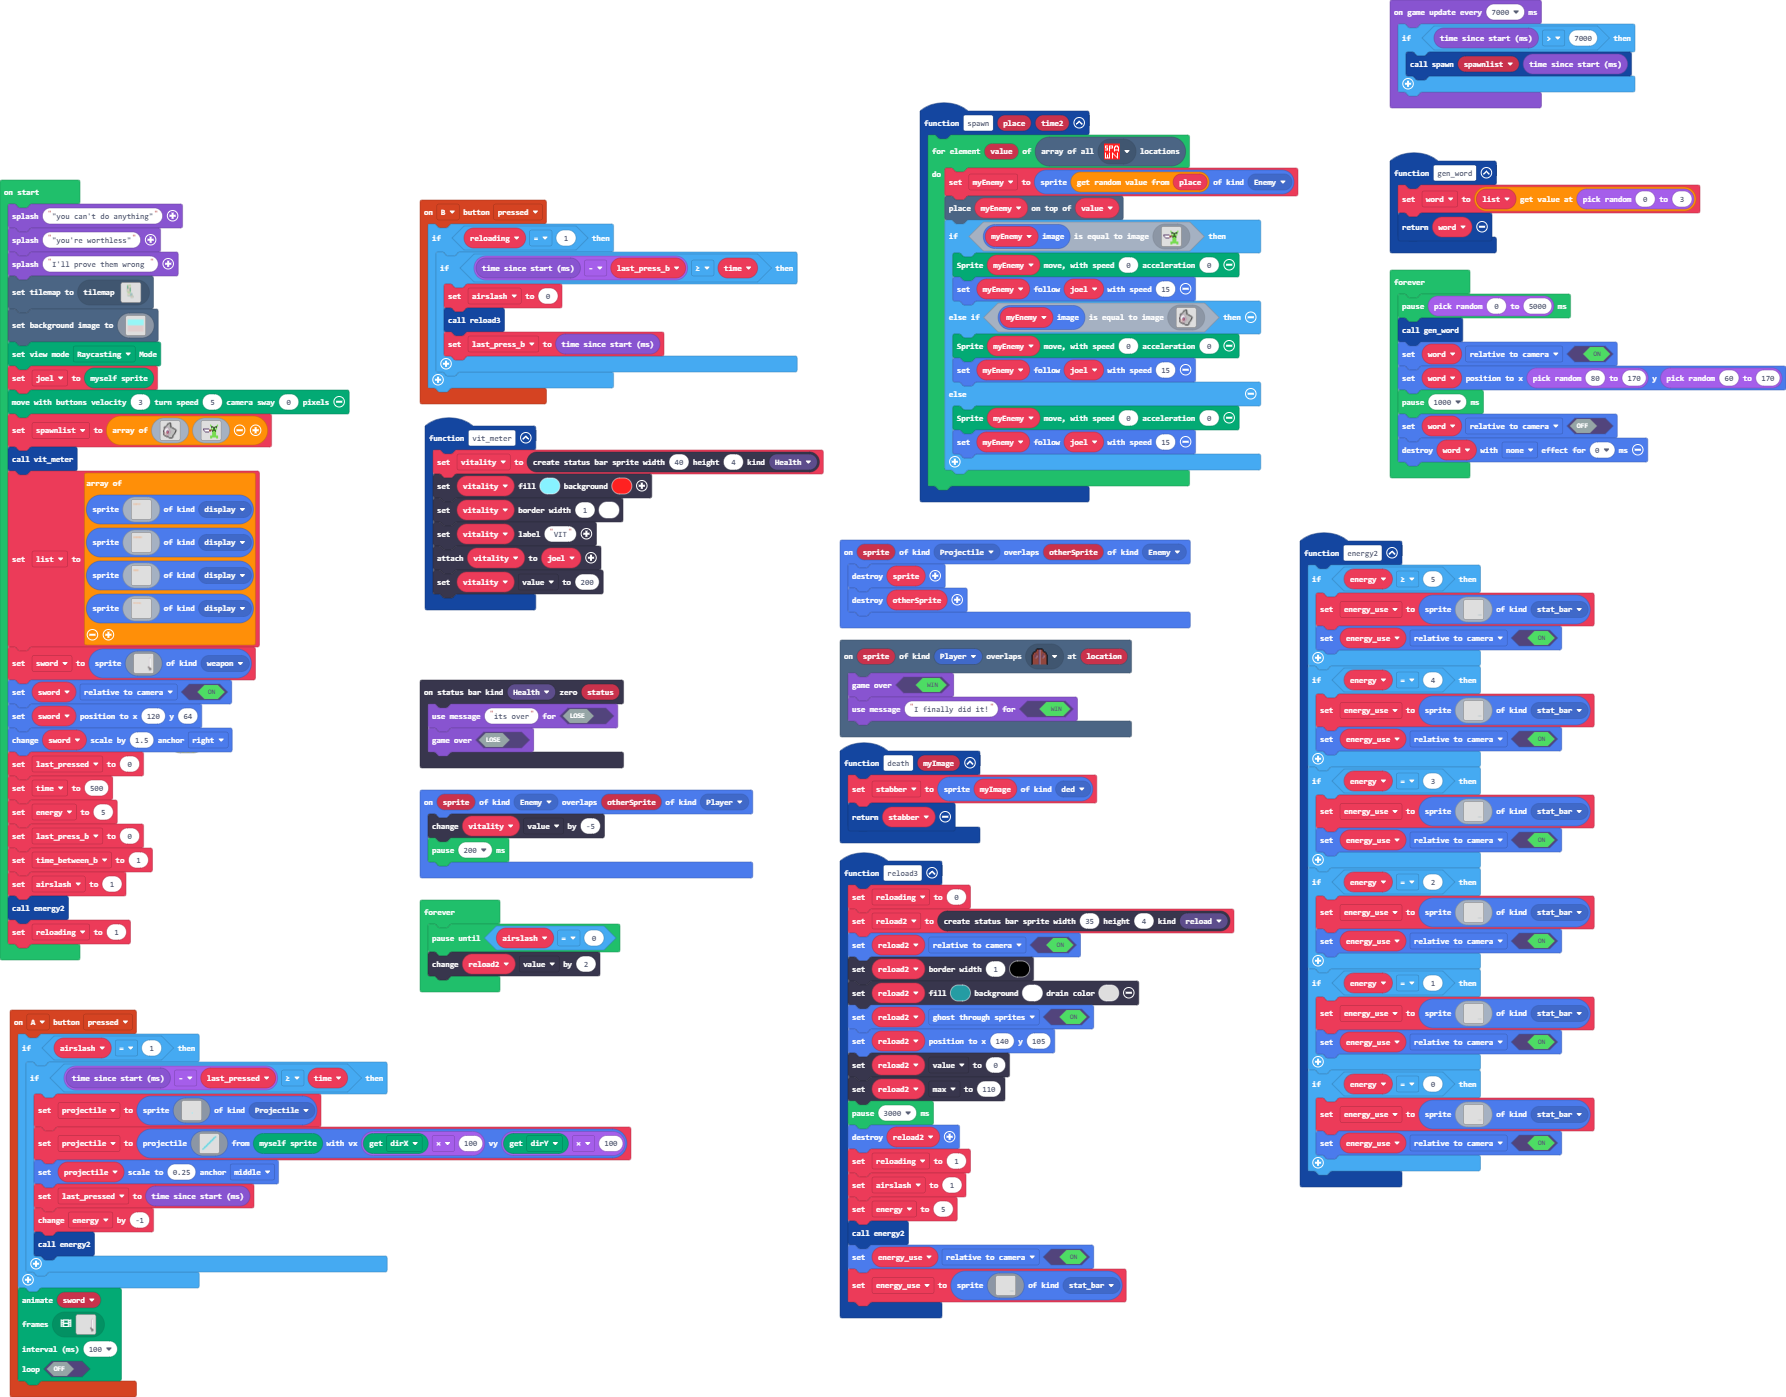 on start
splash "you can't do anything"
splash "you're worthless"
splash "I'll prove them wrong"
set tilemap to tilemap
set background image to
set view mode Raycasting Mode
set joel to myself sprite
move with buttons velocity 3 turn speed 5 camera sway 0 pixels
set spawnlist to array of
call vit_meter
array of
sprite of kind display
sprite of kind display
set list to
sprite of kind display
sprite of kind display
set sword to sprite of kind weapon
set sword relative to camera ON
set sword position to x 120 y 64
change sword scale by 1.5 anchor right
set last_pressed to 0
set time to 500
set energy to 5
set last_press_b to 0
set time_between_b to 1
set airslash to 1
call energy2
set reloading to 1
on A button pressed
if airslash = 1 then
if time since start (ms) - last_pressed ≥ time then
set projectile to sprite of kind Projectile
set projectile to projectile from myself sprite with vx get dirX × 100 vy get dirY × 100
set projectile scale to 0.25 anchor middle
set last_pressed to time since start (ms)
change energy by -1
call energy2
animate sword
frames
interval (ms) 100
loop OFF
on B button pressed
if reloading = 1 then
if time since start (ms) - last_press_b ≥ time then
set airslash to 0
call reload3
set last_press_b to time since start (ms)
function vit_meter
set vitality to create status bar sprite width 40 height 4 kind Health
set vitality fill background
set vitality border width 1
set vitality label "VIT"
attach vitality to joel
set vitality value to 200
on status bar kind Health zero status
use message "its over" for LOSE
game over LOSE
on sprite of kind Enemy overlaps otherSprite of kind Player
change vitality value by -5
pause 200 ms
forever
pause until airslash = 0
change reload2 value by 2
function spawn place time2
for element value of array of all SPAWN locations
do
set myEnemy to sprite get random value from place of kind Enemy
place myEnemy on top of value
if myEnemy image is equal to image then
Sprite myEnemy move, with speed 0 acceleration 0
set myEnemy follow joel with speed 15
else if myEnemy image is equal to image then
Sprite myEnemy move, with speed 0 acceleration 0
set myEnemy follow joel with speed 15
else
Sprite myEnemy move, with speed 0 acceleration 0
set myEnemy follow joel with speed 15
on sprite of kind Projectile overlaps otherSprite of kind Enemy
destroy sprite
destroy otherSprite
on sprite of kind Player overlaps at location
game over WIN
use message "I finally did it!" for WIN
function death myImage
set stabber to sprite myImage of kind ded
return stabber
function reload3
set reloading to 0
set reload2 to create status bar sprite width 35 height 4 kind reload
set reload2 relative to camera ON
set reload2 border width 1
set reload2 fill background drain color
set reload2 ghost through sprites ON
set reload2 position to x 140 y 105
set reload2 value to 0
set reload2 max to 110
pause 3000 ms
destroy reload2
set reloading to 1
set airslash to 1
set energy to 5
call energy2
set energy_use relative to camera ON
set energy_use to sprite of kind stat_bar
on game update every 7000 ms
if time since start (ms) > 7000 then
call spawn spawnlist time since start (ms)
function gen_word
set word to list get value at pick random 0 to 3
return word
forever
pause pick random 0 to 5000 ms
call gen_word
set word relative to camera ON
set word position to x pick random 80 to 170 y pick random 60 to 170
pause 1000 ms
set word relative to camera OFF
destroy word with none effect for 0 ms
function energy2
if energy ≥ 5 then
set energy_use to sprite of kind stat_bar
set energy_use relative to camera ON
if energy = 4 then
set energy_use to sprite of kind stat_bar
set energy_use relative to camera ON
if energy = 3 then
set energy_use to sprite of kind stat_bar
set energy_use relative to camera ON
if energy = 2 then
set energy_use to sprite of kind stat_bar
set energy_use relative to camera ON
if energy = 1 then
set energy_use to sprite of kind stat_bar
set energy_use relative to camera ON
if energy = 0 then
set energy_use to sprite of kind stat_bar
set energy_use relative to camera ON